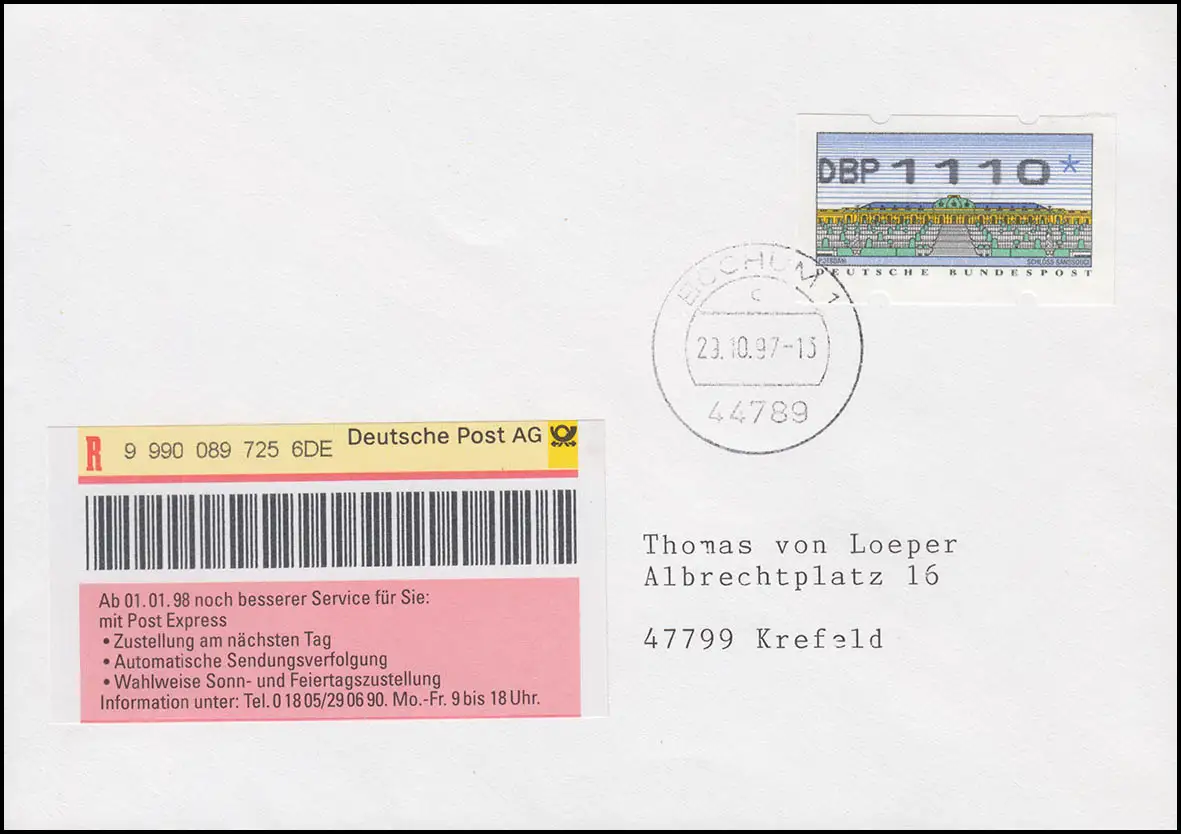 DBP 1110*
POTSDAM SCHLOSS SANSSOUCI
DEUTSCHE BUNDESPOST
BOCHUM 1
c
29.10.97-15
44789
R 9 990 089 725 6DE Deutsche Post AG
Ab 01.01.98 noch besserer Service für Sie:
mit Post Express
• Zustellung am nächsten Tag
• Automatische Sendungsverfolgung
• Wahlweise Sonn- und Feiertagszustellung
Information unter: Tel. 0 18 05/29 06 90. Mo.-Fr. 9 bis 18 Uhr.
Thomas von Loeper
Albrechtplatz 16
47799 Krefeld